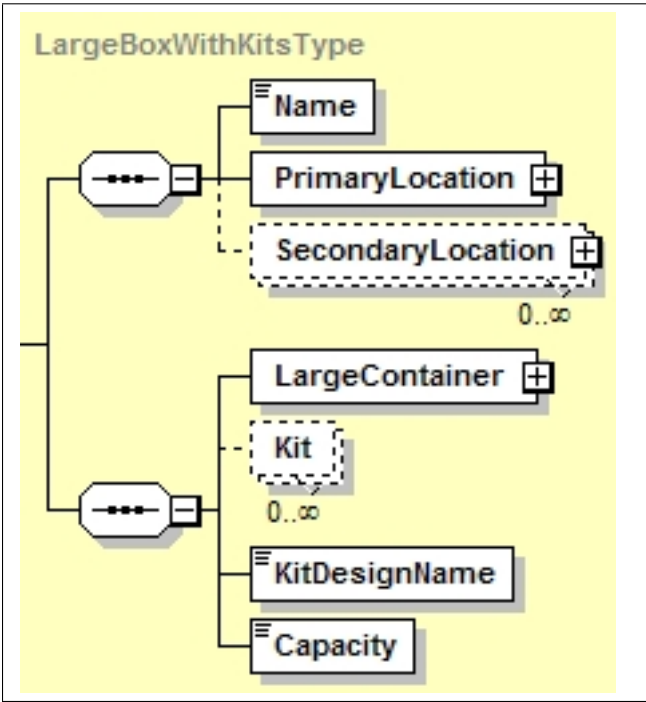 LargeBoxWithKitsType
Name
PrimaryLocation
SecondaryLocation
0..∞
LargeContainer
Kit
0..∞
KitDesignName
Capacity